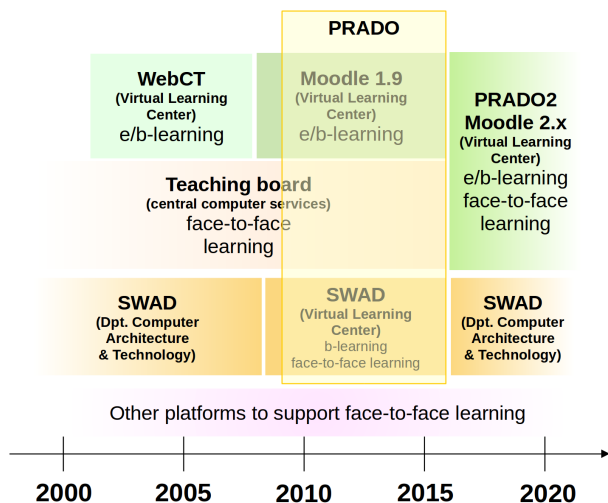 PRADO
WebCT
(Virtual Learning
Center)
e/b-learning
Moodle 1.9
(Virtual Learning
Center)
e/b-learning
PRADO2
Moodle 2.x
(Virtual Learning
Center)
e/b-learning
face-to-face
learning
Teaching board
(central computer services)
face-to-face
learning
SWAD
(Dpt. Computer
Architecture
& Technology)
SWAD
(Virtual Learning
Center)
b-learning
face-to-face learning
SWAD
(Dpt. Computer
Architecture
& Technology)
Other platforms to support face-to-face learning
2000 2005 2010 2015 2020